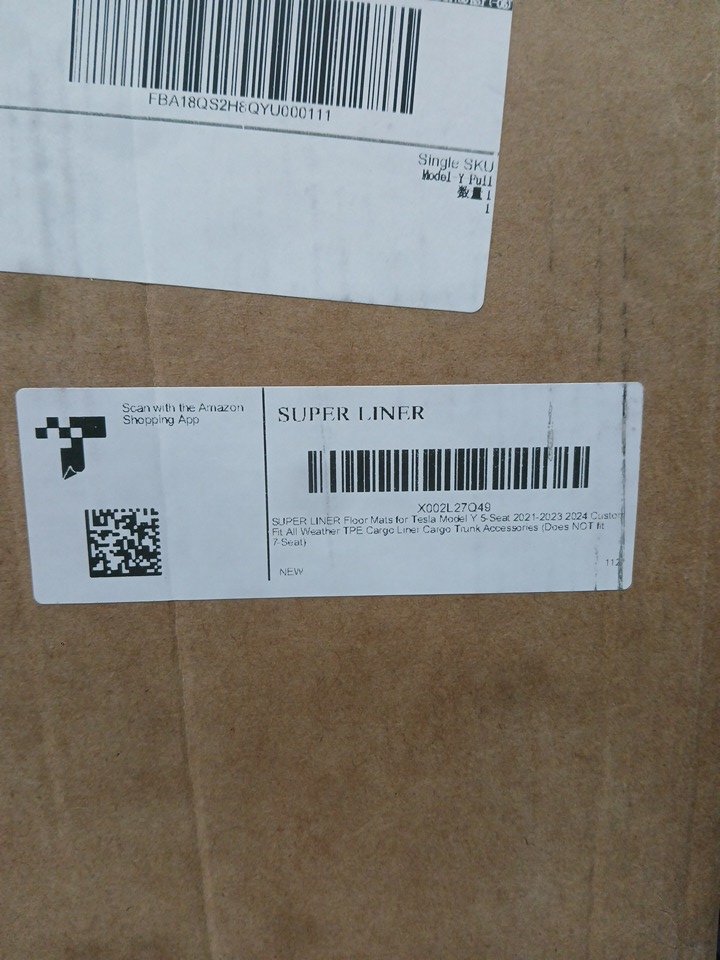 FBA18QS2H8QYU000111
Single SKU
Model-Y Full
数量 1
1
Scan with the Amazon
Shopping App
SUPER LINER
X002L27Q49
SUPER LINER Floor Mats for Tesla Model Y 5-Seat 2021-2023 2024 Custom
Fit All Weather TPE Cargo Liner Cargo Trunk Accessories (Does NOT fit
7-Seat)
NEW